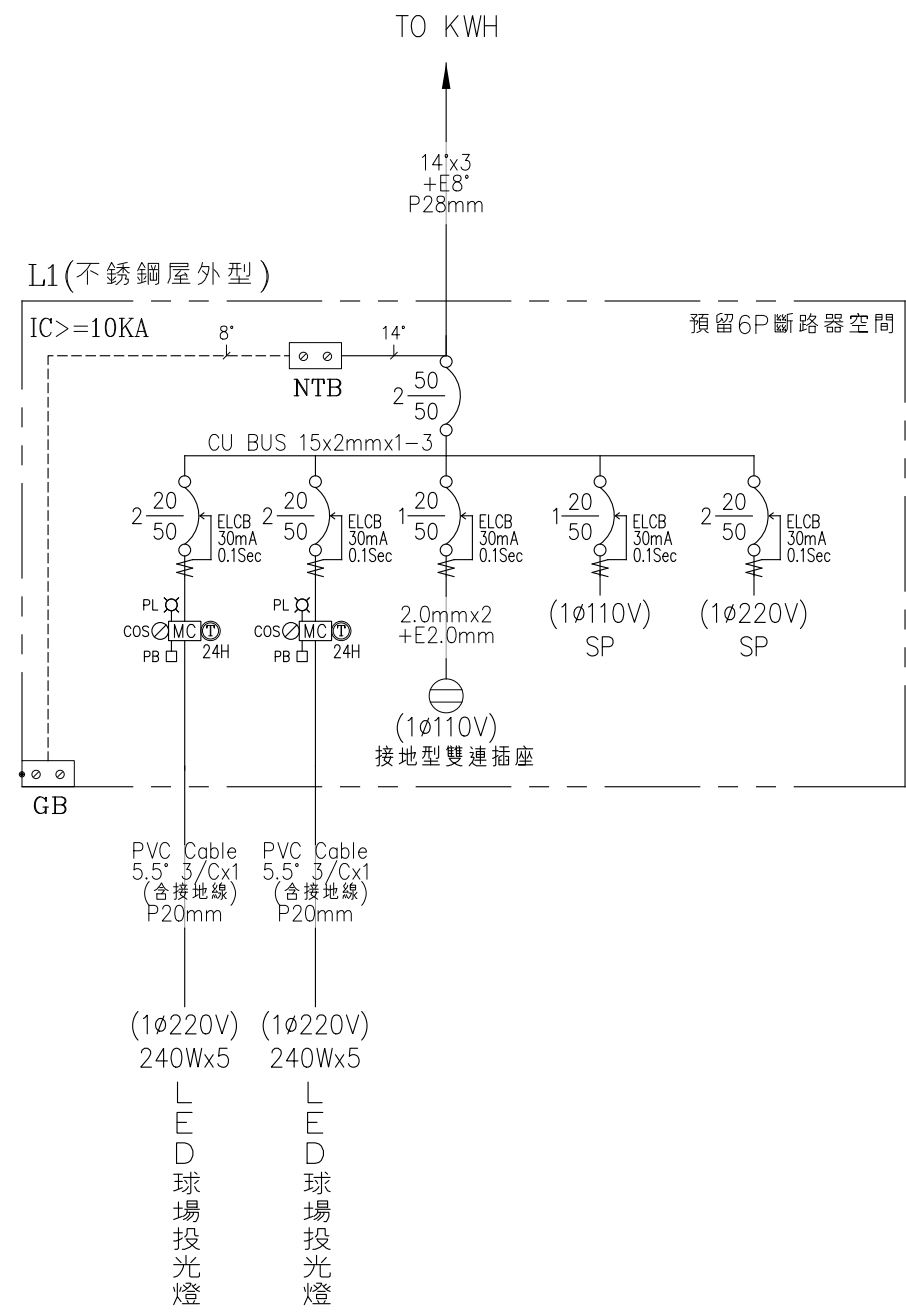 TO KWH
14°x3
+E8°
P28mm
L1(不銹鋼屋外型)
IC>=10KA
8°
14°
預留6P斷路器空間
NTB
2 50
50
CU BUS 15x2mmx1-3
2 20
50
ELCB
30mA
0.1Sec
2 20
50
ELCB
30mA
0.1Sec
1 20
50
ELCB
30mA
0.1Sec
1 20
50
ELCB
30mA
0.1Sec
2 20
50
ELCB
30mA
0.1Sec
PL
COS MC T
PB 24H
PL
COS MC T
PB 24H
2.0mmx2
+E2.0mm
(1ø110V)
接地型雙連插座
(1ø110V)
SP
(1ø220V)
SP
GB
PVC Cable
5.5° 3/Cx1
(含接地線)
P20mm
PVC Cable
5.5° 3/Cx1
(含接地線)
P20mm
(1ø220V)
240Wx5
LED球場投光燈
(1ø220V)
240Wx5
LED球場投光燈